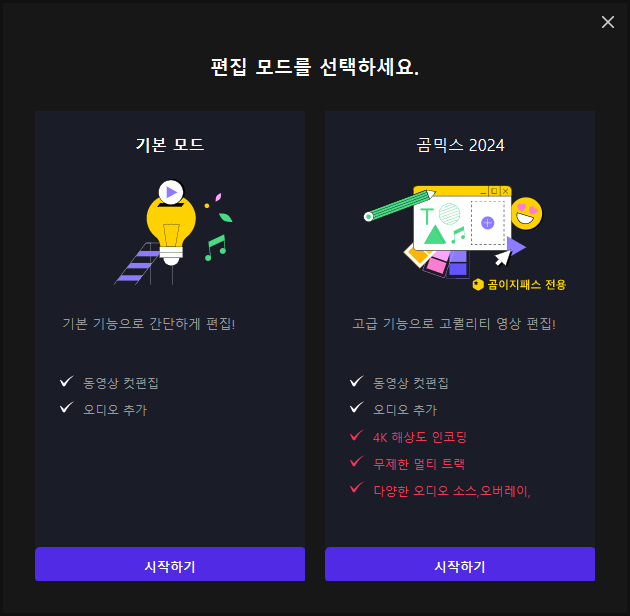 편집 모드를 선택하세요.
기본 모드
기본 기능으로 간단하게 편집!
동영상 컷편집
오디오 추가
시작하기
곰믹스 2024
T
곰이지패스 전용
고급 기능으로 고퀄리티 영상 편집!
동영상 컷편집
오디오 추가
4K 해상도 인코딩
무제한 멀티 트랙
다양한 오디오 소스,오버레이,
시작하기